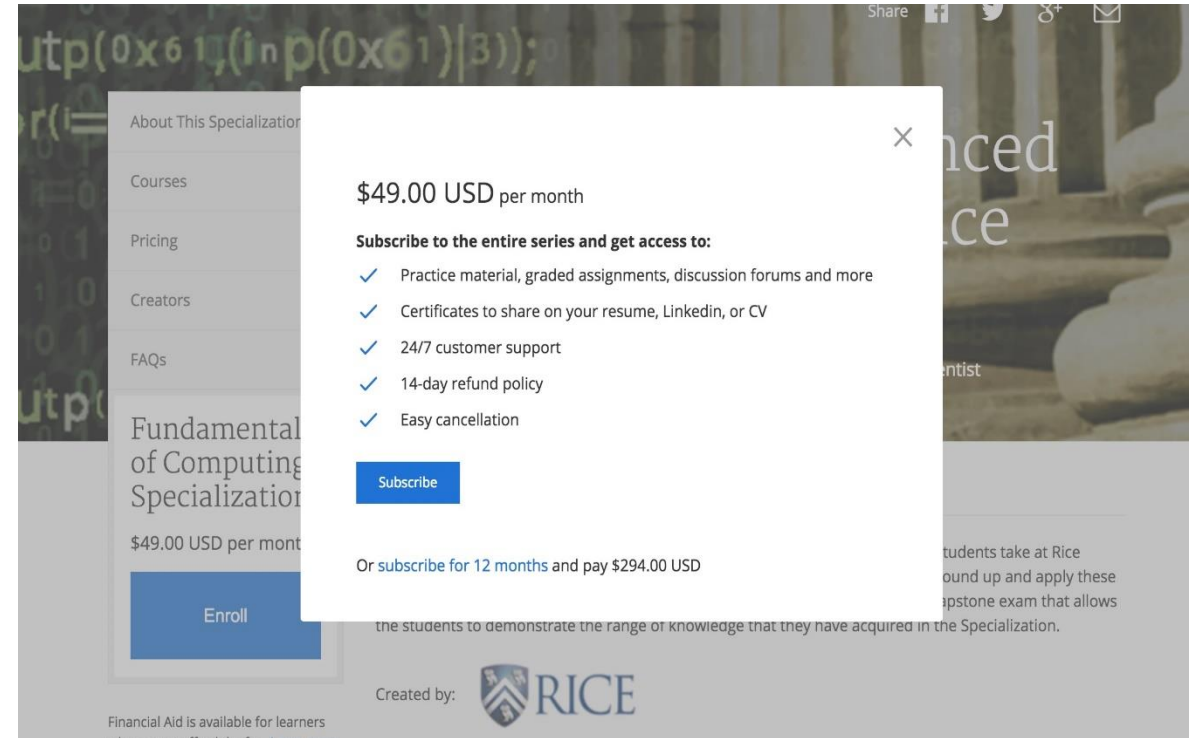 Share
utp(0x61,(inp(0x61)|3));
About This Specialization
Courses
Pricing
Creators
FAQs
$49.00 USD per month
Subscribe to the entire series and get access to:
Practice material, graded assignments, discussion forums and more
Certificates to share on your resume, Linkedin, or CV
24/7 customer support
14-day refund policy
Easy cancellation
Subscribe
Or subscribe for 12 months and pay $294.00 USD
nced
ce
entist
Fundamental
of Computing
Specialization
$49.00 USD per mont
Enroll
Financial Aid is available for learners
tudents take at Rice
ound up and apply these
apstone exam that allows
the students to demonstrate the range of knowledge that they have acquired in the Specialization.
Created by:
RICE